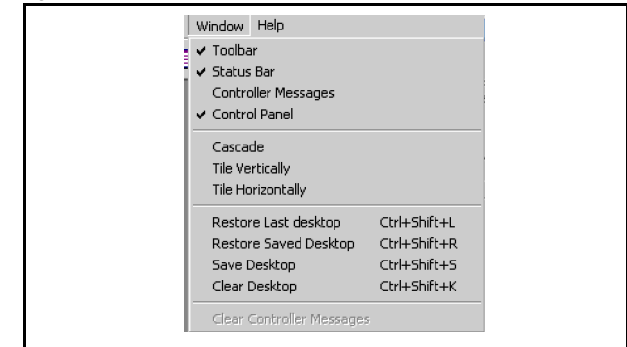 Window Help
Toolbar
Status Bar
Controller Messages
Control Panel
Cascade
Tile Vertically
Tile Horizontally
Restore Last desktop Ctrl+Shift+L
Restore Saved Desktop Ctrl+Shift+R
Save Desktop Ctrl+Shift+S
Clear Desktop Ctrl+Shift+K
Clear Controller Messages